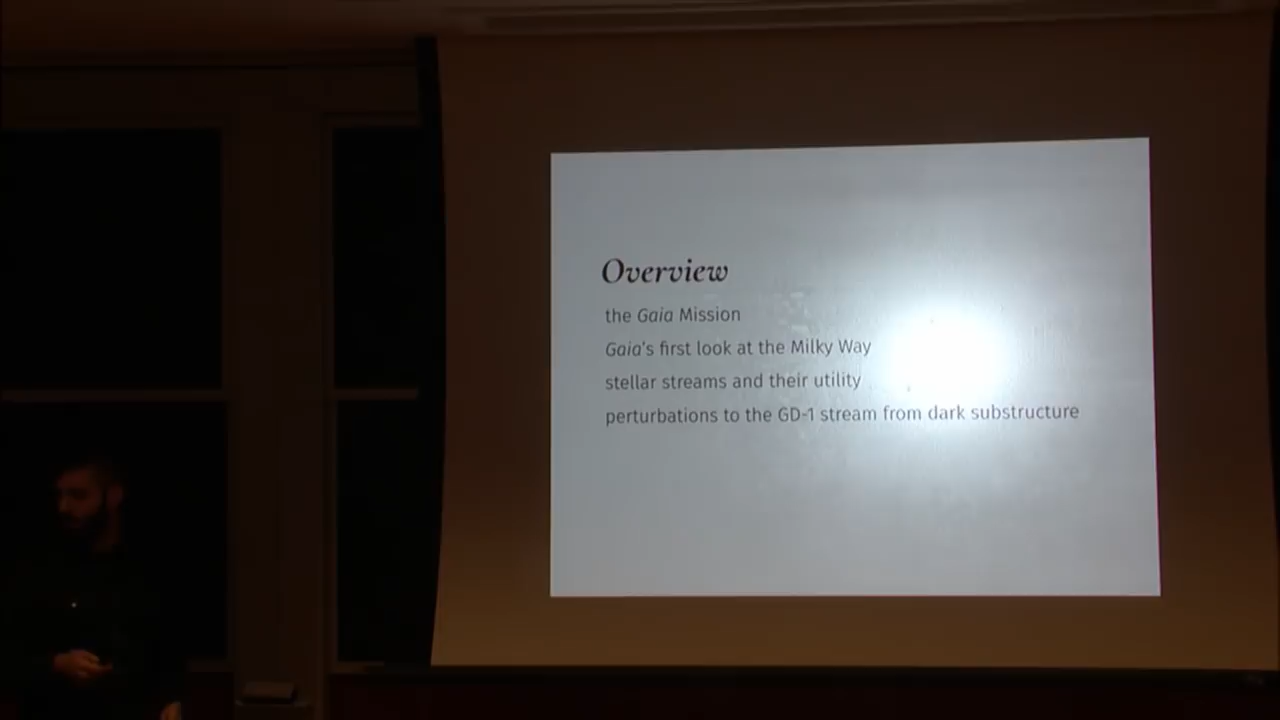 Overview
the Gaia Mission
Gaia's first look at the Milky Way
stellar streams and their utility
perturbations to the GD-1 stream from dark substructure